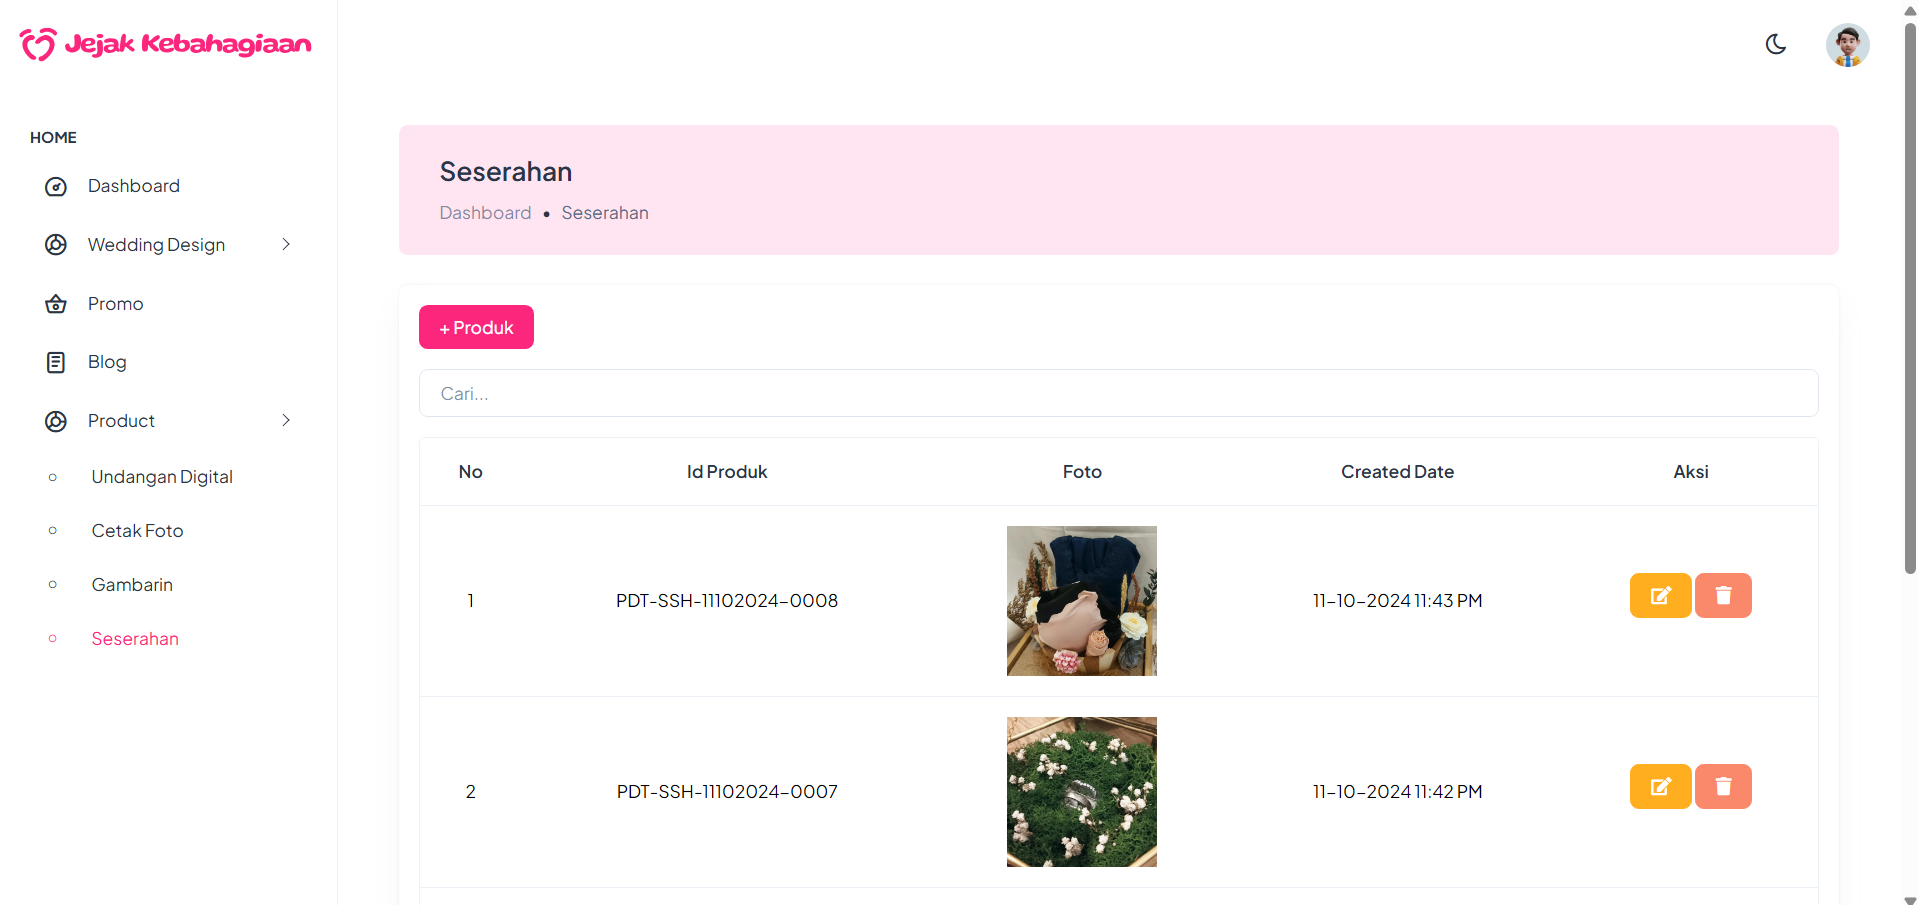 Jejak Kebahagiaan
HOME
Dashboard
Wedding Design
Promo
Blog
Product
Undangan Digital
Cetak Foto
Gambarin
Seserahan
Seserahan
Dashboard • Seserahan
+ Produk
Cari...
No Id Produk Foto Created Date Aksi
1 PDT-SSH-11102024-0008 11-10-2024 11:43 PM
2 PDT-SSH-11102024-0007 11-10-2024 11:42 PM